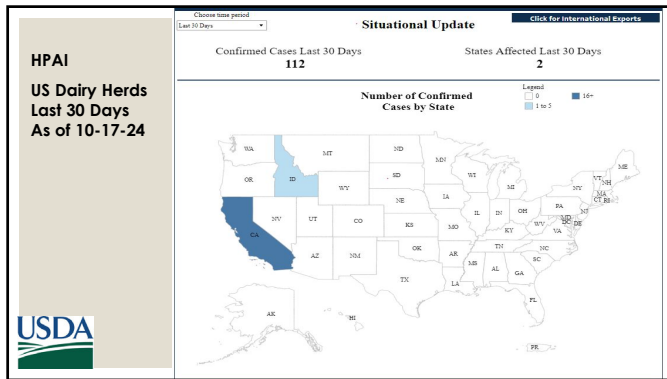 HPAI
US Dairy Herds
Last 30 Days
As of 10-17-24
USDA
Choose time period
Last 30 Days
Situational Update
Click for International Exports
Confirmed Cases Last 30 Days
112
States Affected Last 30 Days
2
Number of Confirmed
Cases by State
Legend
0
16+
1 to 5
WA
MT
ND
MN
ME
OR
ID
SD
WI
VT
NH
WY
MI
NY
MA
CT
RI
NE
IA
PA
NJ
NV
UT
CO
IL
IN
OH
MD
DC
DE
CA
KS
MO
WV
VA
KY
AZ
NM
OK
AR
TN
NC
SC
MS
AL
GA
TX
LA
FL
AK
HI
PR